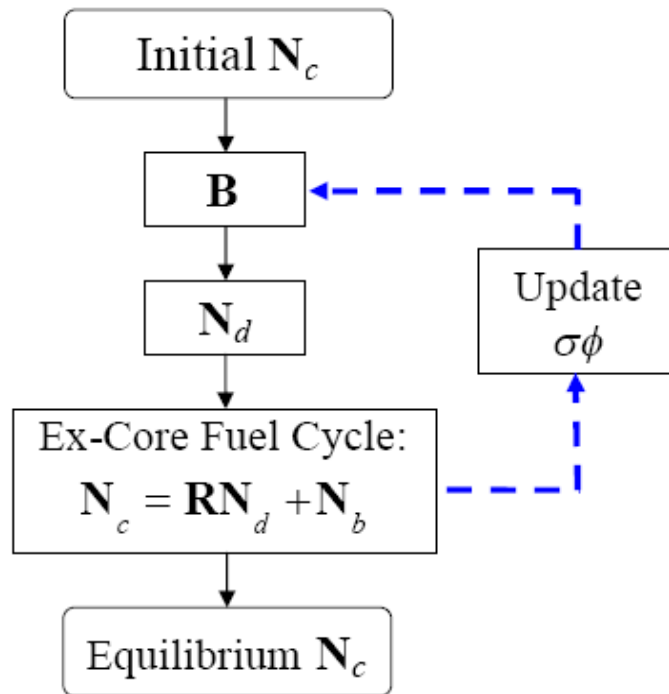 Initial N_c
B
N_d
Update
σϕ
Ex-Core Fuel Cycle:
N_c = RN_d + N_b
Equilibrium N_c